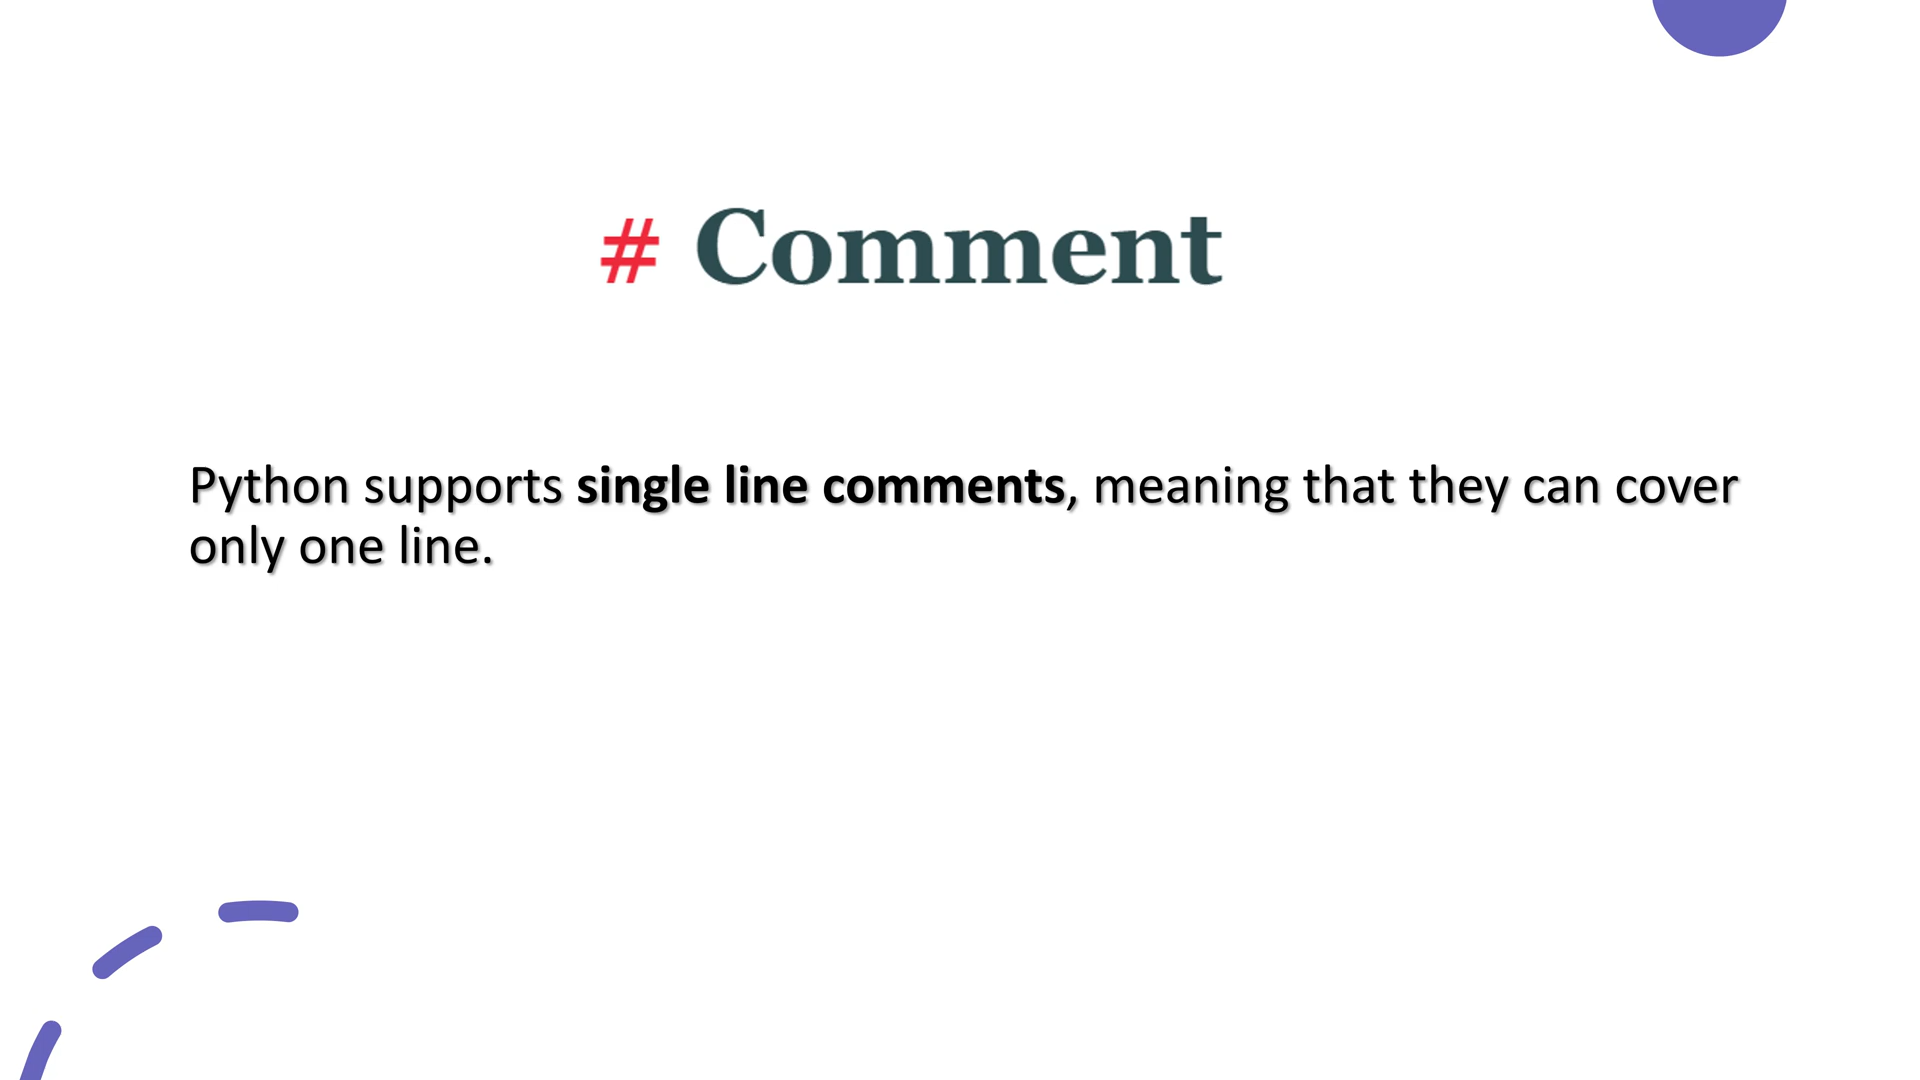 # Comment
Python supports single line comments, meaning that they can cover
only one line.